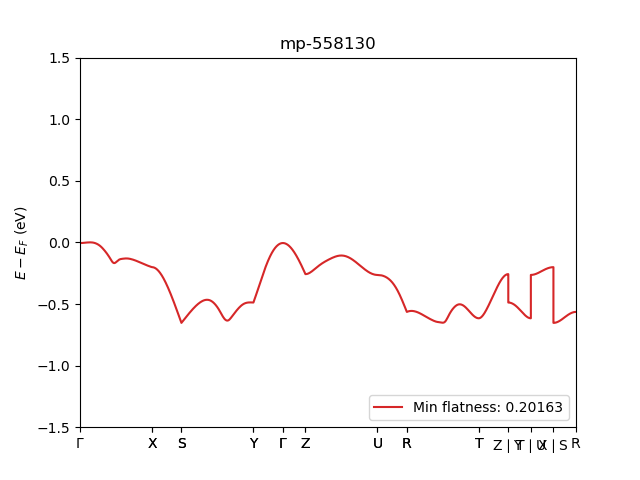 mp-558130
E − E_F (eV)
1.5
1.0
0.5
0.0
−0.5
−1.0
−1.5
Min flatness: 0.20163
Γ X S Y Γ Z U R T Z | Y T | U X | S R